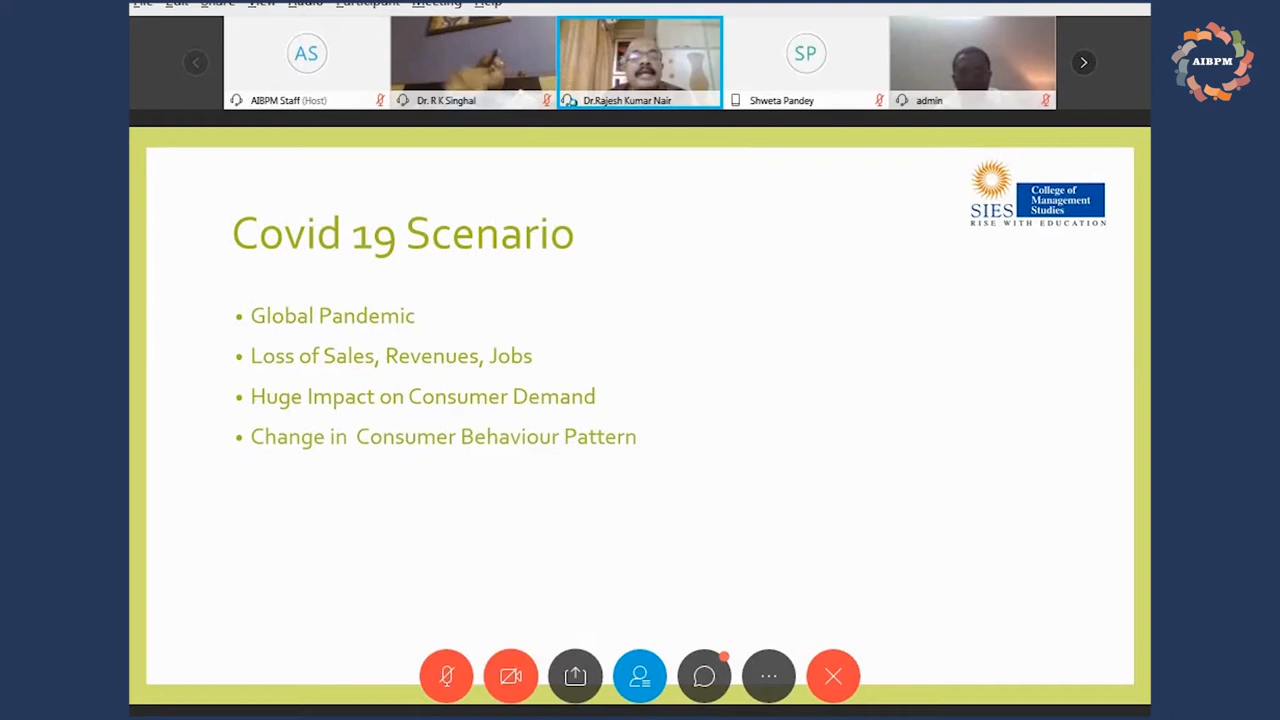 File Edit Share View Audio Participant Meeting Help
AIBPM
AS
SP
AIBPM Staff (Host)
Dr. R K Singhal
Dr.Rajesh Kumar Nair
Shweta Pandey
admin
SIES
College of
Management
Studies
RISE WITH EDUCATION
Covid 19 Scenario
• Global Pandemic
• Loss of Sales, Revenues, Jobs
• Huge Impact on Consumer Demand
• Change in Consumer Behaviour Pattern